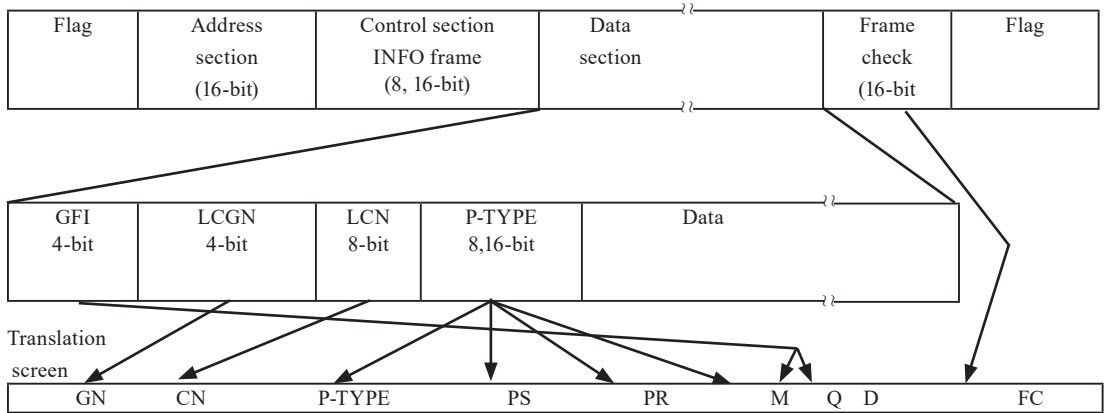 Flag
Address
section
(16-bit)
Control section
INFO frame
(8, 16-bit)
Data
section
Frame
check
(16-bit
Flag
GFI
4-bit
LCGN
4-bit
LCN
8-bit
P-TYPE
8,16-bit
Data
Translation
screen
GN CN P-TYPE PS PR M Q D FC